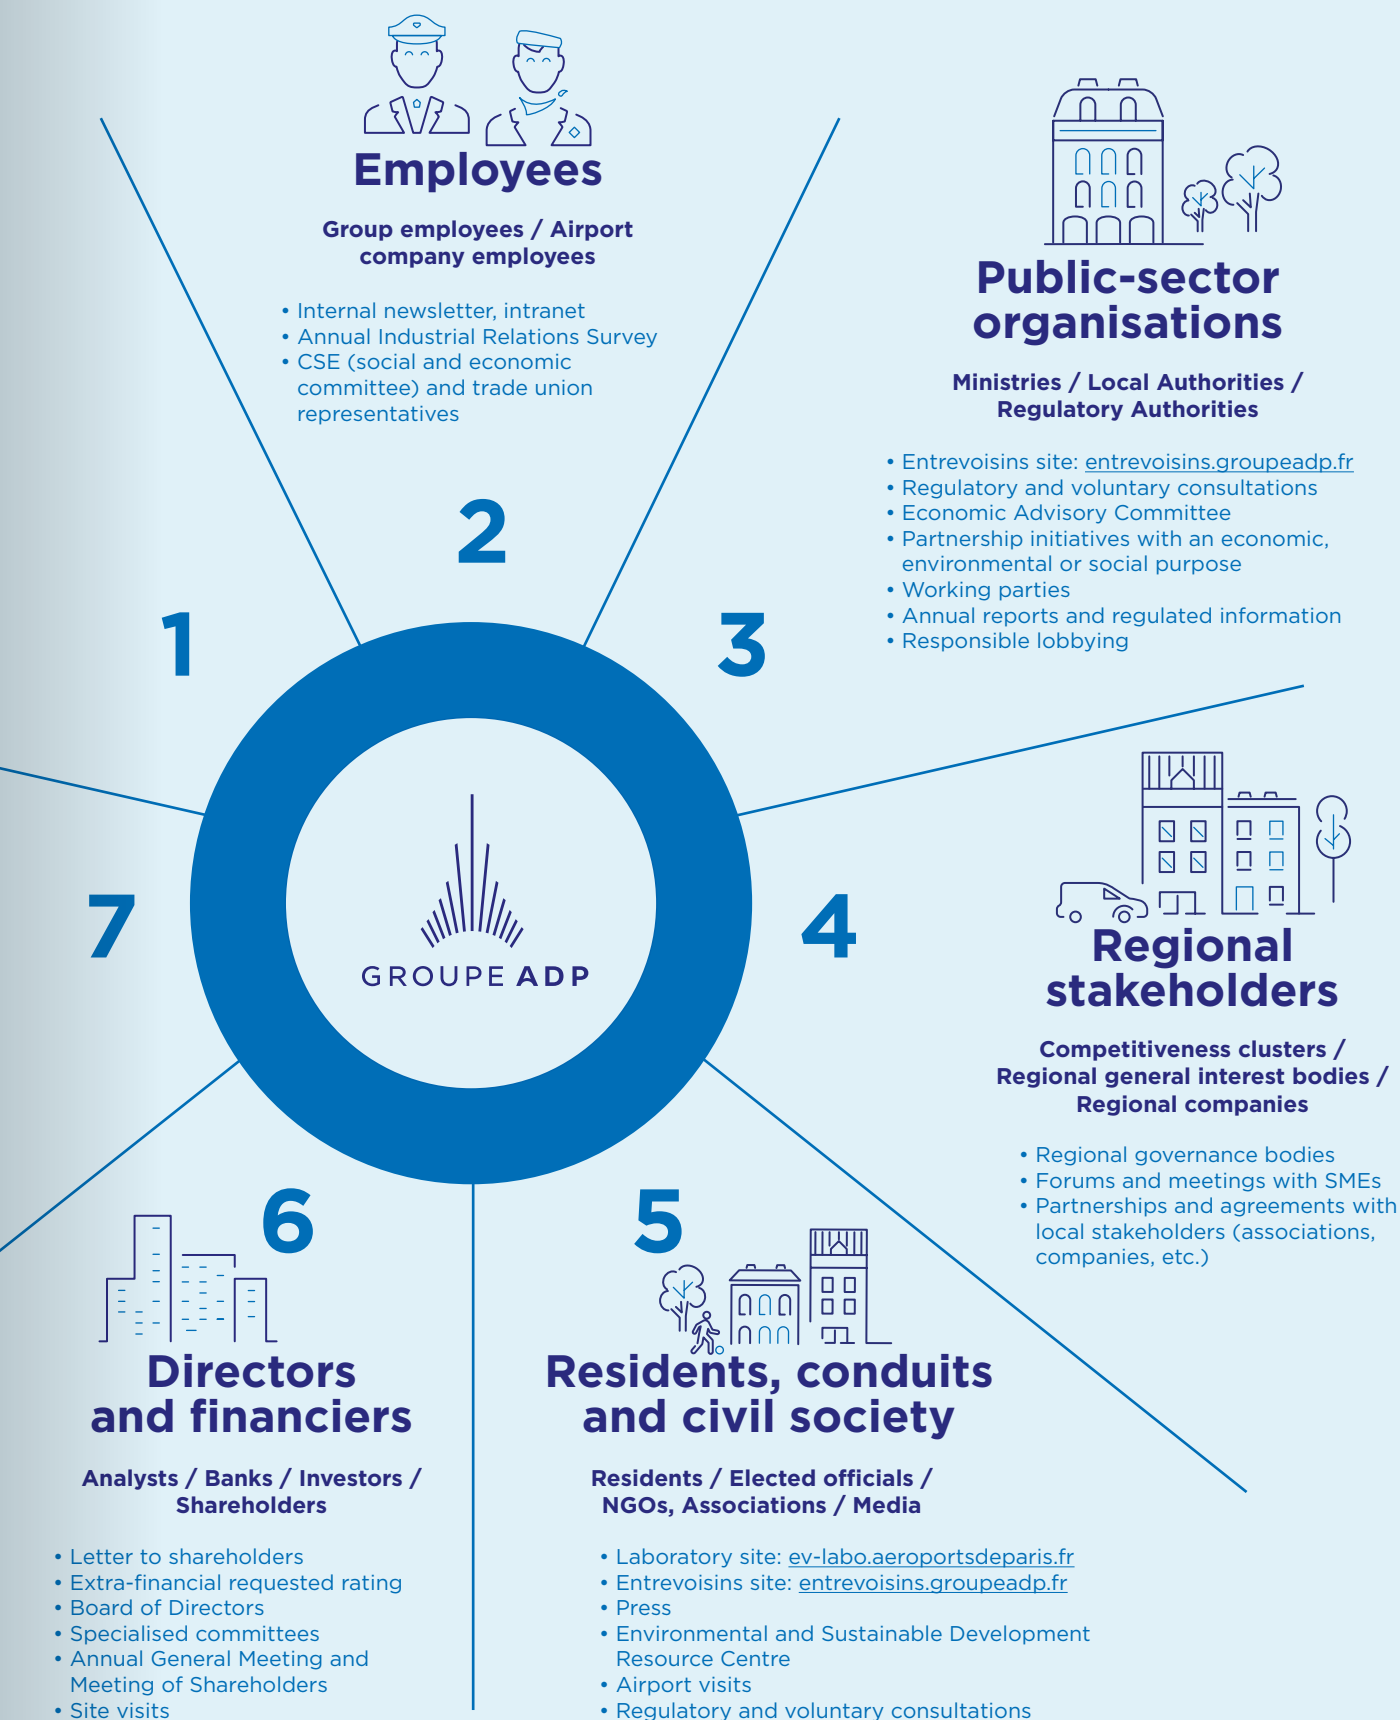 Employees
Group employees / Airport
company employees
• Internal newsletter, intranet
• Annual Industrial Relations Survey
• CSE (social and economic
committee) and trade union
representatives
Public-sector
organisations
Ministries / Local Authorities /
Regulatory Authorities
• Entrevoisins site: entrevoisins.groupeadp.fr
• Regulatory and voluntary consultations
• Economic Advisory Committee
• Partnership initiatives with an economic,
environmental or social purpose
• Working parties
• Annual reports and regulated information
• Responsible lobbying
1
2
3
4
5
6
7
GROUPE ADP
Regional
stakeholders
Competitiveness clusters /
Regional general interest bodies /
Regional companies
• Regional governance bodies
• Forums and meetings with SMEs
• Partnerships and agreements with
local stakeholders (associations,
companies, etc.)
Residents, conduits
and civil society
Residents / Elected officials /
NGOs, Associations / Media
• Laboratory site: ev-labo.aeroportsdeparis.fr
• Entrevoisins site: entrevoisins.groupeadp.fr
• Press
• Environmental and Sustainable Development
Resource Centre
• Airport visits
• Regulatory and voluntary consultations
Directors
and financiers
Analysts / Banks / Investors /
Shareholders
• Letter to shareholders
• Extra-financial requested rating
• Board of Directors
• Specialised committees
• Annual General Meeting and
Meeting of Shareholders
• Site visits